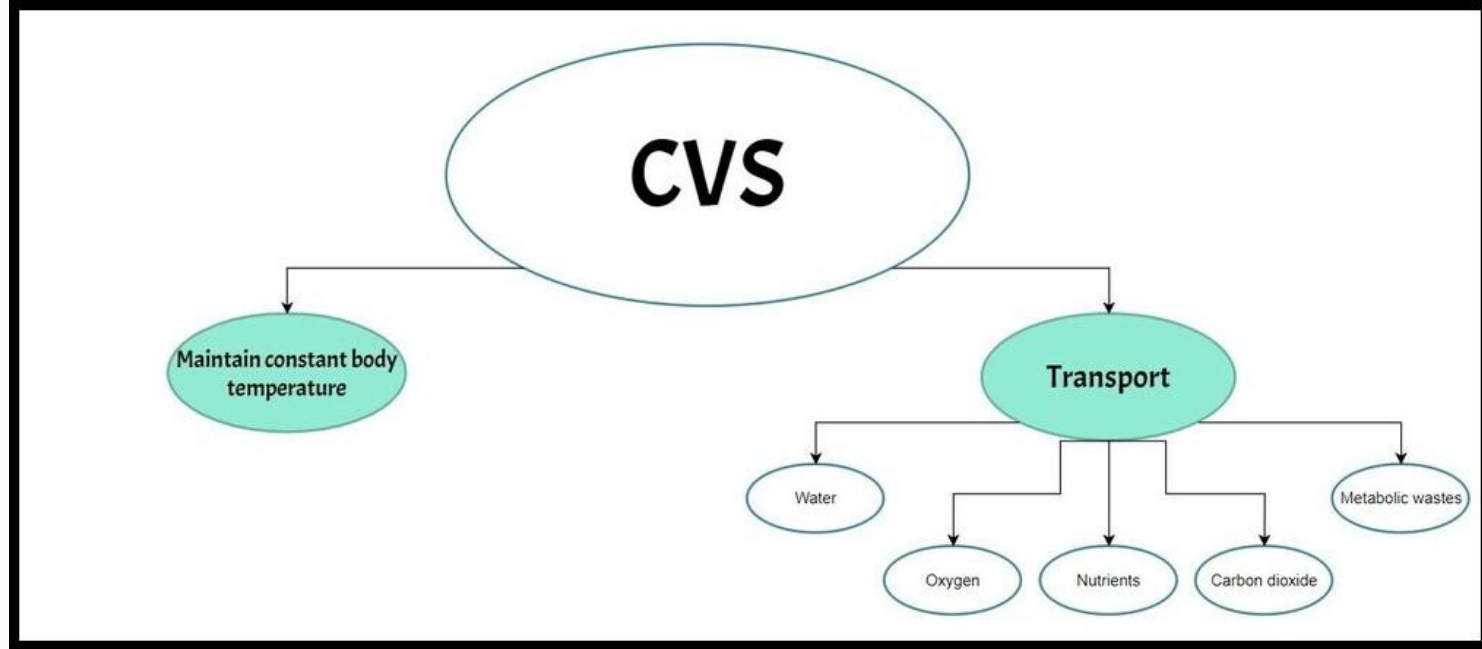 CVS
Maintain constant body
temperature
Transport
Water
Metabolic wastes
Oxygen
Nutrients
Carbon dioxide